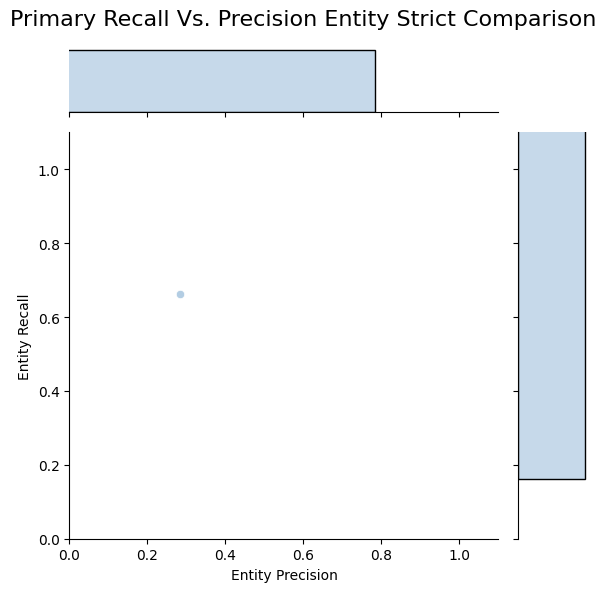 Primary Recall Vs. Precision Entity Strict Comparison
1.0
0.8
0.6
0.4
0.2
0.0
Entity Recall
0.0 0.2 0.4 0.6 0.8 1.0
Entity Precision